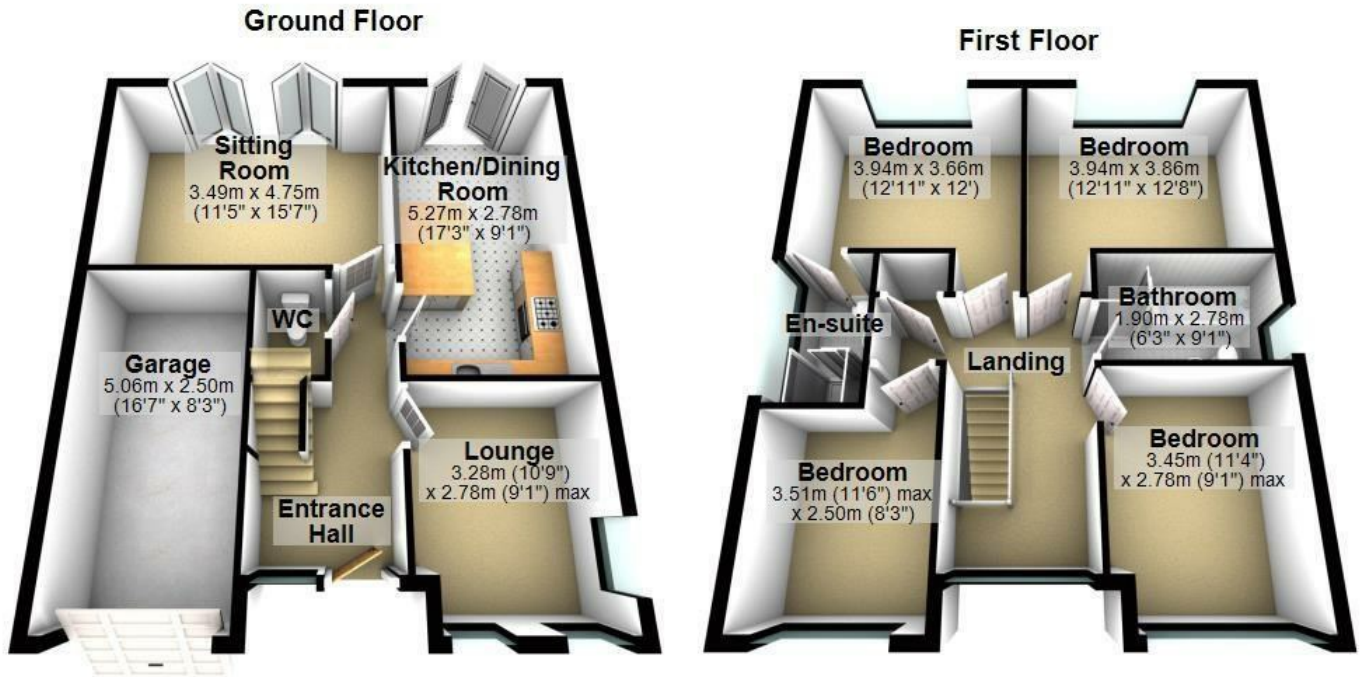 Ground Floor
Sitting
Room
3.49m x 4.75m
(11'5" x 15'7")
Kitchen/Dining
Room
5.27m x 2.78m
(17'3" x 9'1")
WC
Garage
5.06m x 2.50m
(16'7" x 8'3")
Lounge
3.28m (10'9")
x 2.78m (9'1") max
Entrance
Hall
First Floor
Bedroom
3.94m x 3.66m
(12'11" x 12')
Bedroom
3.94m x 3.86m
(12'11" x 12'8")
En-suite
Bathroom
1.90m x 2.78m
(6'3" x 9'1")
Landing
Bedroom
3.51m (11'6") max
x 2.50m (8'3")
Bedroom
3.45m (11'4")
x 2.78m (9'1") max